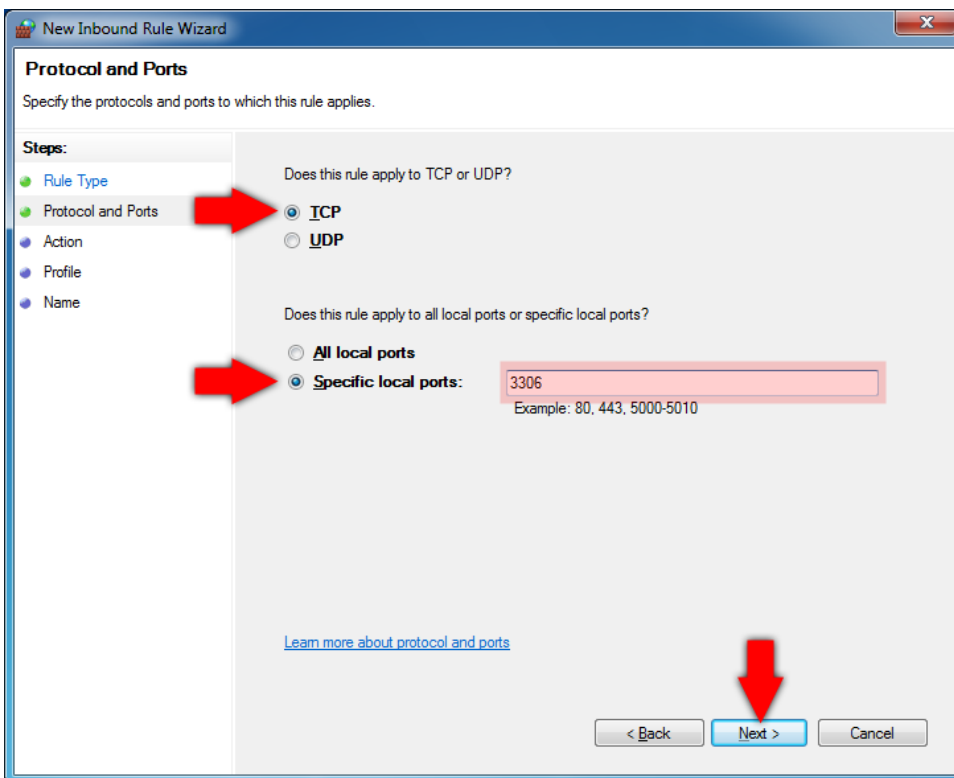 New Inbound Rule Wizard
X
Protocol and Ports
Specify the protocols and ports to which this rule applies.
Steps:
Rule Type
Protocol and Ports
Action
Profile
Name
Does this rule apply to TCP or UDP?
TCP
UDP
Does this rule apply to all local ports or specific local ports?
All local ports
Specific local ports: 3306
Example: 80, 443, 5000-5010
Learn more about protocol and ports
< Back Next > Cancel